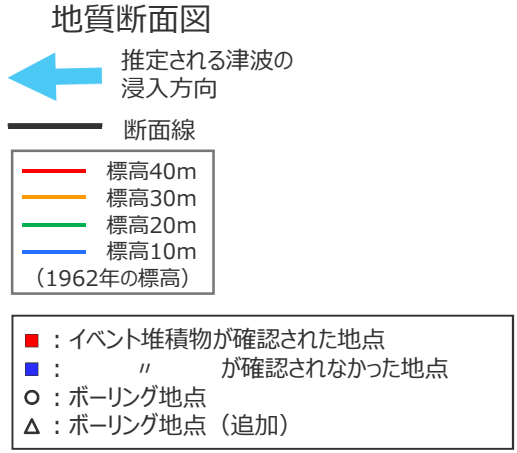 地質断面図
推定される津波の
浸入方向
断面線
標高40m
標高30m
標高20m
標高10m
（1962年の標高）
：イベント堆積物が確認された地点
：　　〃　　が確認されなかった地点
：ボーリング地点
：ボーリング地点（追加）